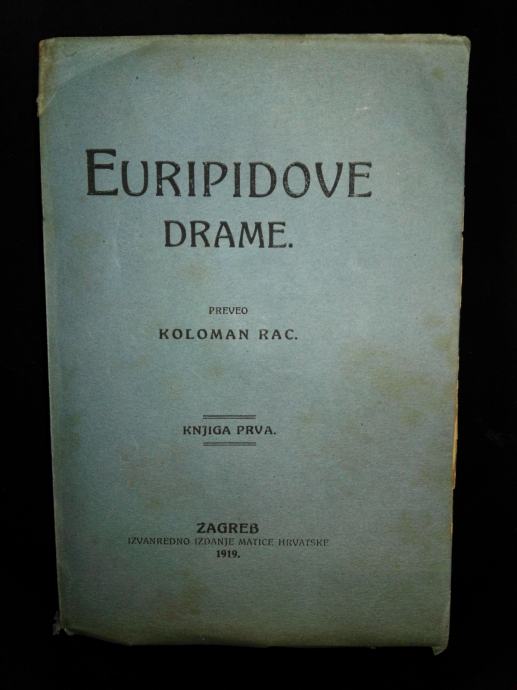 EURIPIDOVE
DRAME.
PREVEO
KOLOMAN RAC.
KNJIGA PRVA.
ZAGREB
IZVANREDNO IZDANJE MATICE HRVATSKE
1919.